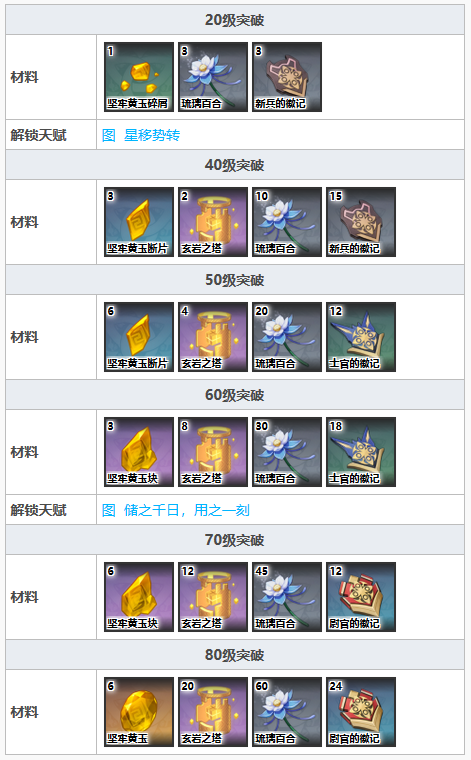 20级突破
材料
1 3 3
坚牢黄玉碎屑 琉璃百合 新兵的徽记
解锁天赋 图 星移势转
40级突破
3 2 10 15
材料
坚牢黄玉断片 玄岩之塔 琉璃百合 新兵的徽记
50级突破
6 4 20 12
材料
坚牢黄玉断片 玄岩之塔 琉璃百合 士官的徽记
60级突破
3 8 30 18
材料
坚牢黄玉块 玄岩之塔 琉璃百合 士官的徽记
解锁天赋 图 储之千日，用之一刻
70级突破
6 12 45 12
材料
坚牢黄玉块 玄岩之塔 琉璃百合 尉官的徽记
80级突破
6 20 60 24
材料
坚牢黄玉 玄岩之塔 琉璃百合 尉官的徽记